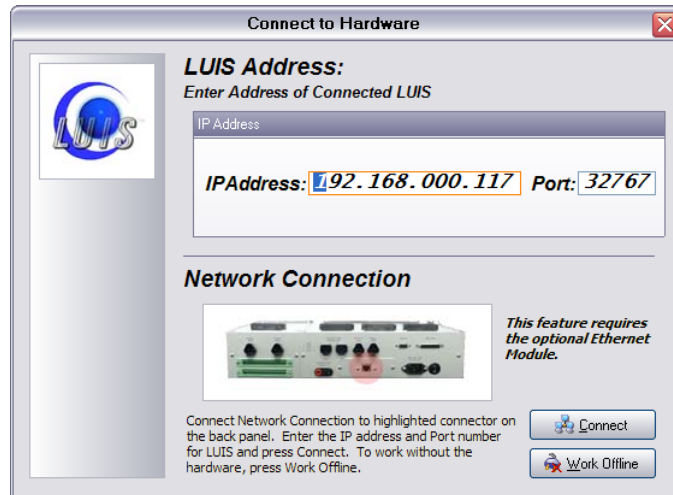 Connect to Hardware
LUIS
LUIS Address:
Enter Address of Connected LUIS
IP Address
IPAddress: 192.168.000.117 Port: 32767
Network Connection
This feature requires
the optional Ethernet
Module.
Connect Network Connection to highlighted connector on
the back panel. Enter the IP address and Port number
for LUIS and press Connect. To work without the
hardware, press Work Offline.
Connect
Work Offline